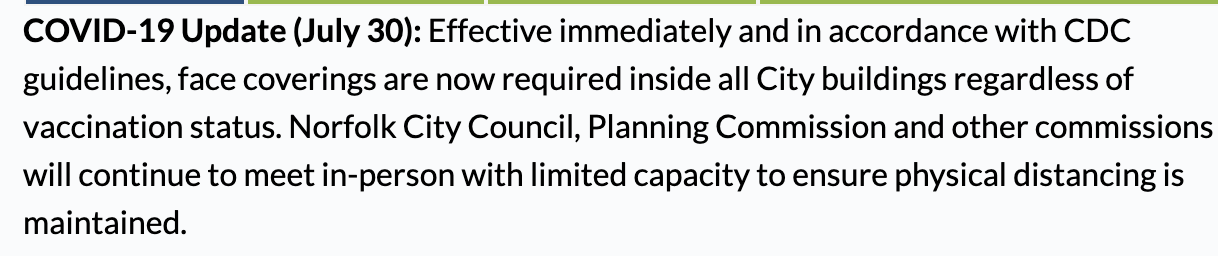 COVID-19 Update (July 30): Effective immediately and in accordance with CDC
guidelines, face coverings are now required inside all City buildings regardless of
vaccination status. Norfolk City Council, Planning Commission and other commissions
will continue to meet in-person with limited capacity to ensure physical distancing is
maintained.